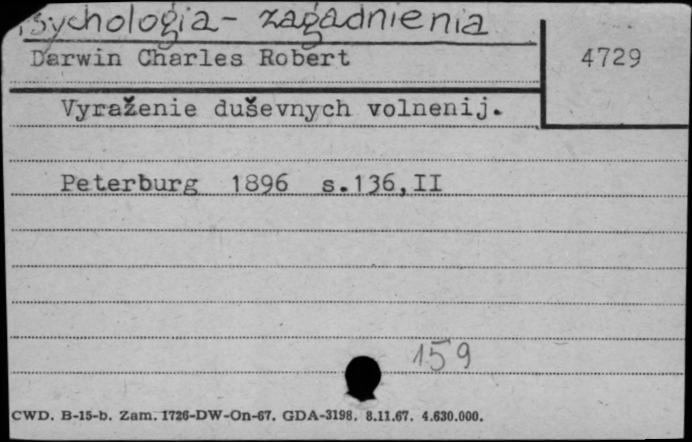 Psychologia - zagadnienia
Darwin Charles Robert
4729
Vyraženie duševnych volnenij.
Peterburg 1896 s.136,II
159
CWD. B-15-b. Zam. 1726-DW-On-67. GDA-3198. 8.11.67. 4.630.000.